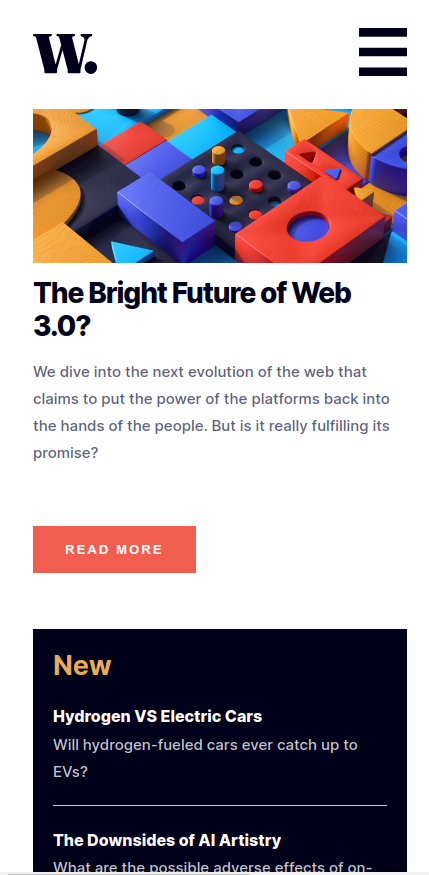 W.
The Bright Future of Web
3.0?
We dive into the next evolution of the web that
claims to put the power of the platforms back into
the hands of the people. But is it really fulfilling its
promise?
READ MORE
New
Hydrogen VS Electric Cars
Will hydrogen-fueled cars ever catch up to
EVs?
The Downsides of AI Artistry
What are the possible adverse effects of on-